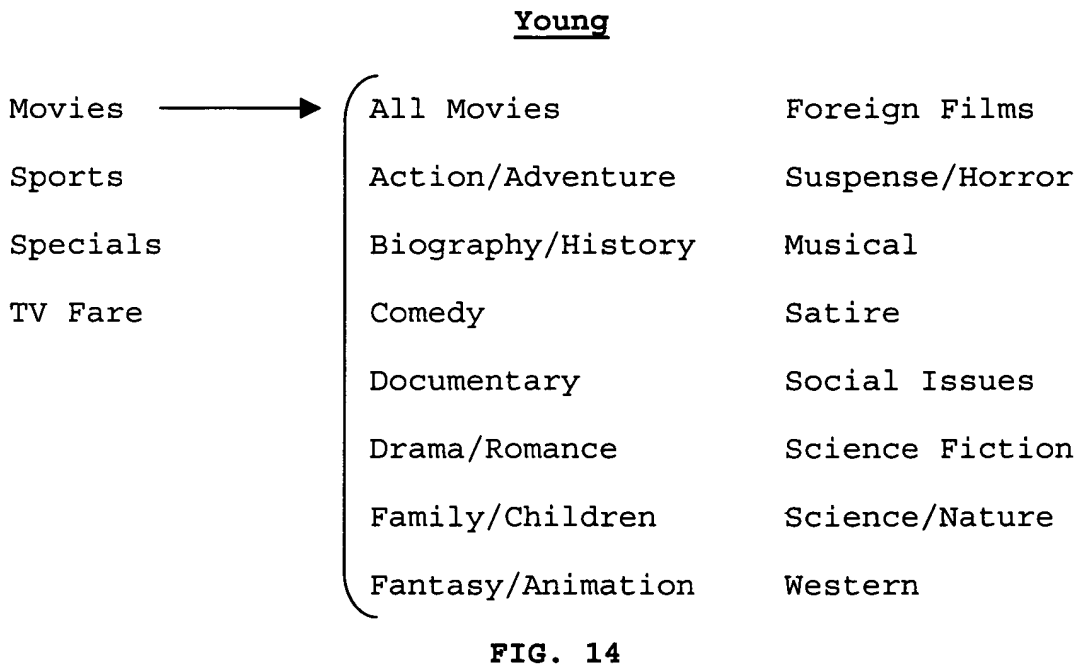 Young
Movies All Movies Foreign Films
Sports Action/Adventure Suspense/Horror
Specials Biography/History Musical
TV Fare Comedy Satire
Documentary Social Issues
Drama/Romance Science Fiction
Family/Children Science/Nature
Fantasy/Animation Western
FIG. 14